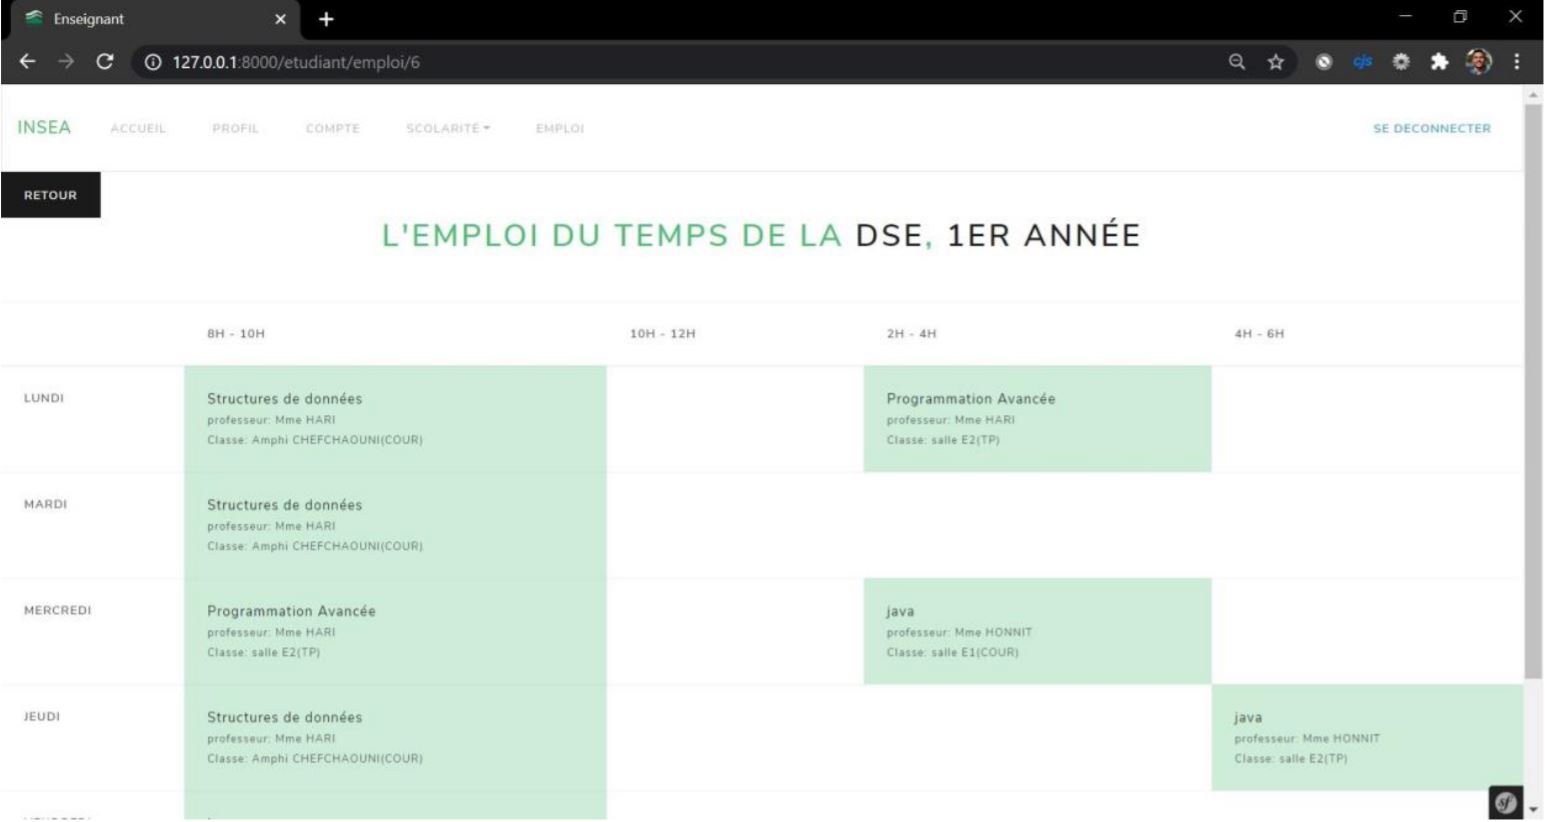 Enseignant
127.0.0.1:8000/etudiant/emploi/6
cjs
INSEA ACCUEIL PROFIL COMPTE SCOLARITÉ EMPLOI SE DECONNECTER
RETOUR
L'EMPLOI DU TEMPS DE LA DSE, 1ER ANNÉE
8H - 10H 10H - 12H 2H - 4H 4H - 6H
LUNDI Structures de données Programmation Avancée
professeur: Mme HARI professeur: Mme HARI
Classe: Amphi CHEFCHAOUNI(COUR) Classe: salle E2(TP)
MARDI Structures de données
professeur: Mme HARI
Classe: Amphi CHEFCHAOUNI(COUR)
MERCREDI Programmation Avancée java
professeur: Mme HARI professeur: Mme HONNIT
Classe: salle E2(TP) Classe: salle E1(COUR)
JEUDI Structures de données java
professeur: Mme HARI professeur: Mme HONNIT
Classe: Amphi CHEFCHAOUNI(COUR) Classe: salle E2(TP)
sf